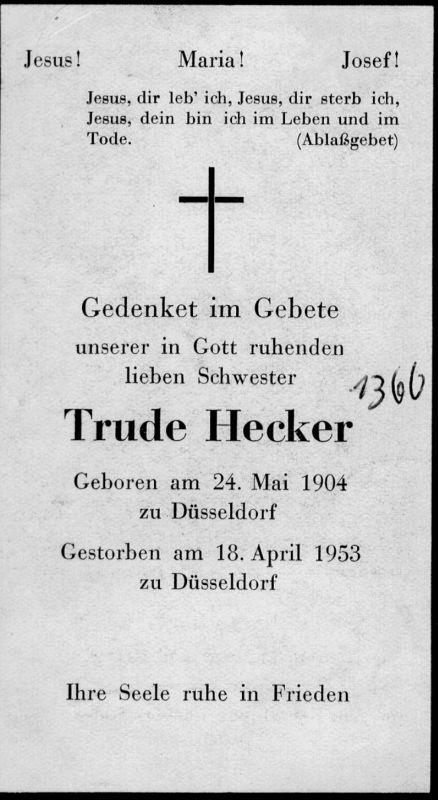 Jesus! Maria! Josef!
Jesus, dir leb' ich, Jesus, dir sterb ich,
Jesus, dein bin ich im Leben und im
Tode. (Ablaßgebet)
Gedenket im Gebete
unserer in Gott ruhenden
lieben Schwester
1366
Trude Hecker
Geboren am 24. Mai 1904
zu Düsseldorf
Gestorben am 18. April 1953
zu Düsseldorf
Ihre Seele ruhe in Frieden